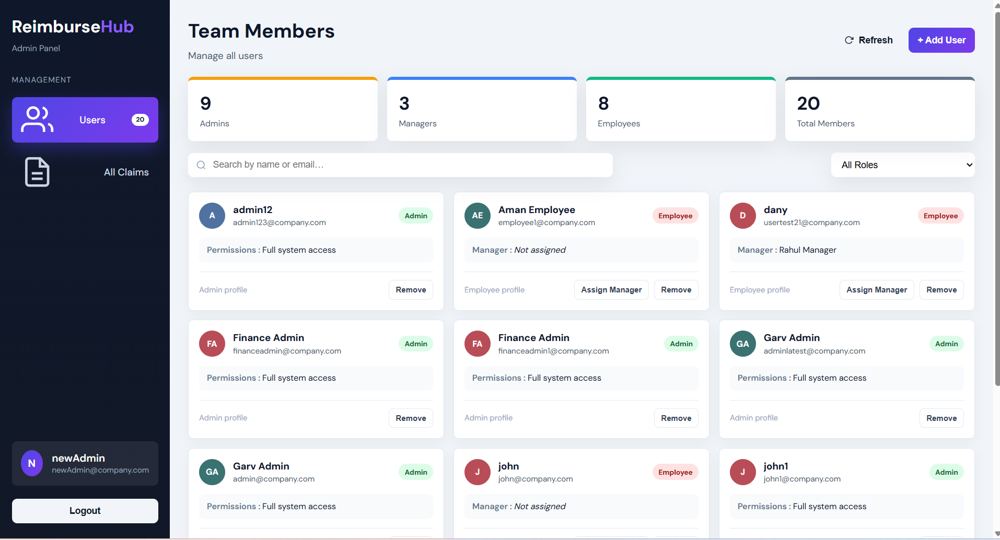 ReimburseHub
Admin Panel
MANAGEMENT
Users 20
All Claims
newAdmin
newAdmin@company.com
N
Logout
Team Members
Manage all users
Refresh
+ Add User
9
Admins
3
Managers
8
Employees
20
Total Members
Search by name or email…
All Roles
A
admin12
admin123@company.com
Admin
Permissions : Full system access
Admin profile
Remove
AE
Aman Employee
employee1@company.com
Employee
Manager : Not assigned
Employee profile
Assign Manager
Remove
D
dany
usertest21@company.com
Employee
Manager : Rahul Manager
Employee profile
Assign Manager
Remove
FA
Finance Admin
financeadmin@company.com
Admin
Permissions : Full system access
Admin profile
Remove
FA
Finance Admin
financeadmin1@company.com
Admin
Permissions : Full system access
Admin profile
Remove
GA
Garv Admin
adminlatest@company.com
Admin
Permissions : Full system access
Admin profile
Remove
GA
Garv Admin
admin@company.com
Admin
Permissions : Full system access
J
john
john@company.com
Employee
Manager : Not assigned
J
john1
john1@company.com
Admin
Permissions : Full system access